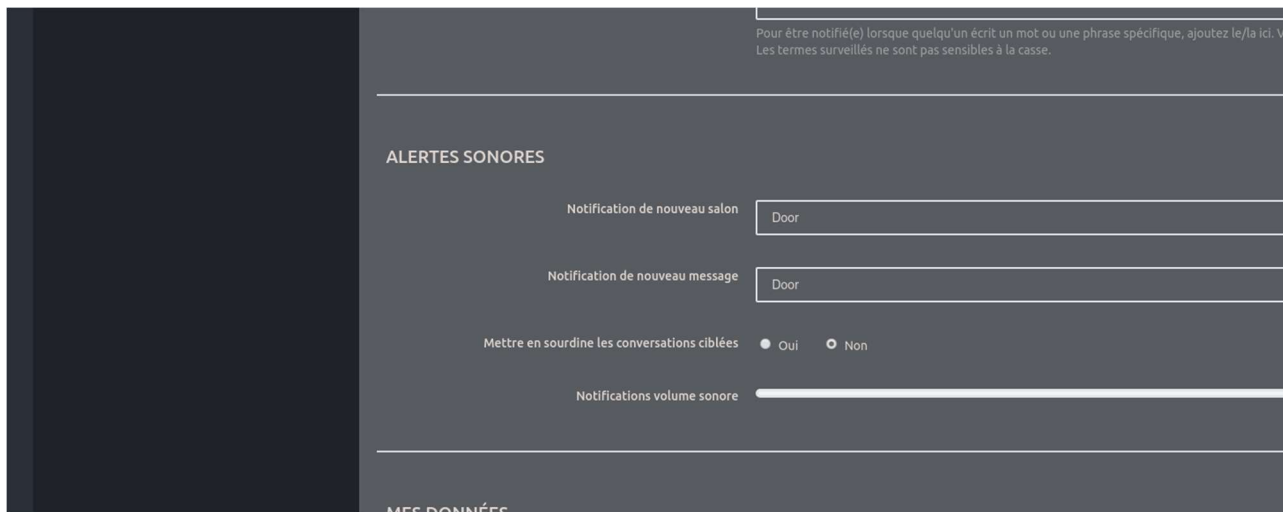 Pour être notifié(e) lorsque quelqu'un écrit un mot ou une phrase spécifique, ajoutez le/la ici. V
Les termes surveillés ne sont pas sensibles à la casse.
ALERTES SONORES
Notification de nouveau salon
Door
Notification de nouveau message
Door
Mettre en sourdine les conversations ciblées
Oui
Non
Notifications volume sonore
MES DONNÉES